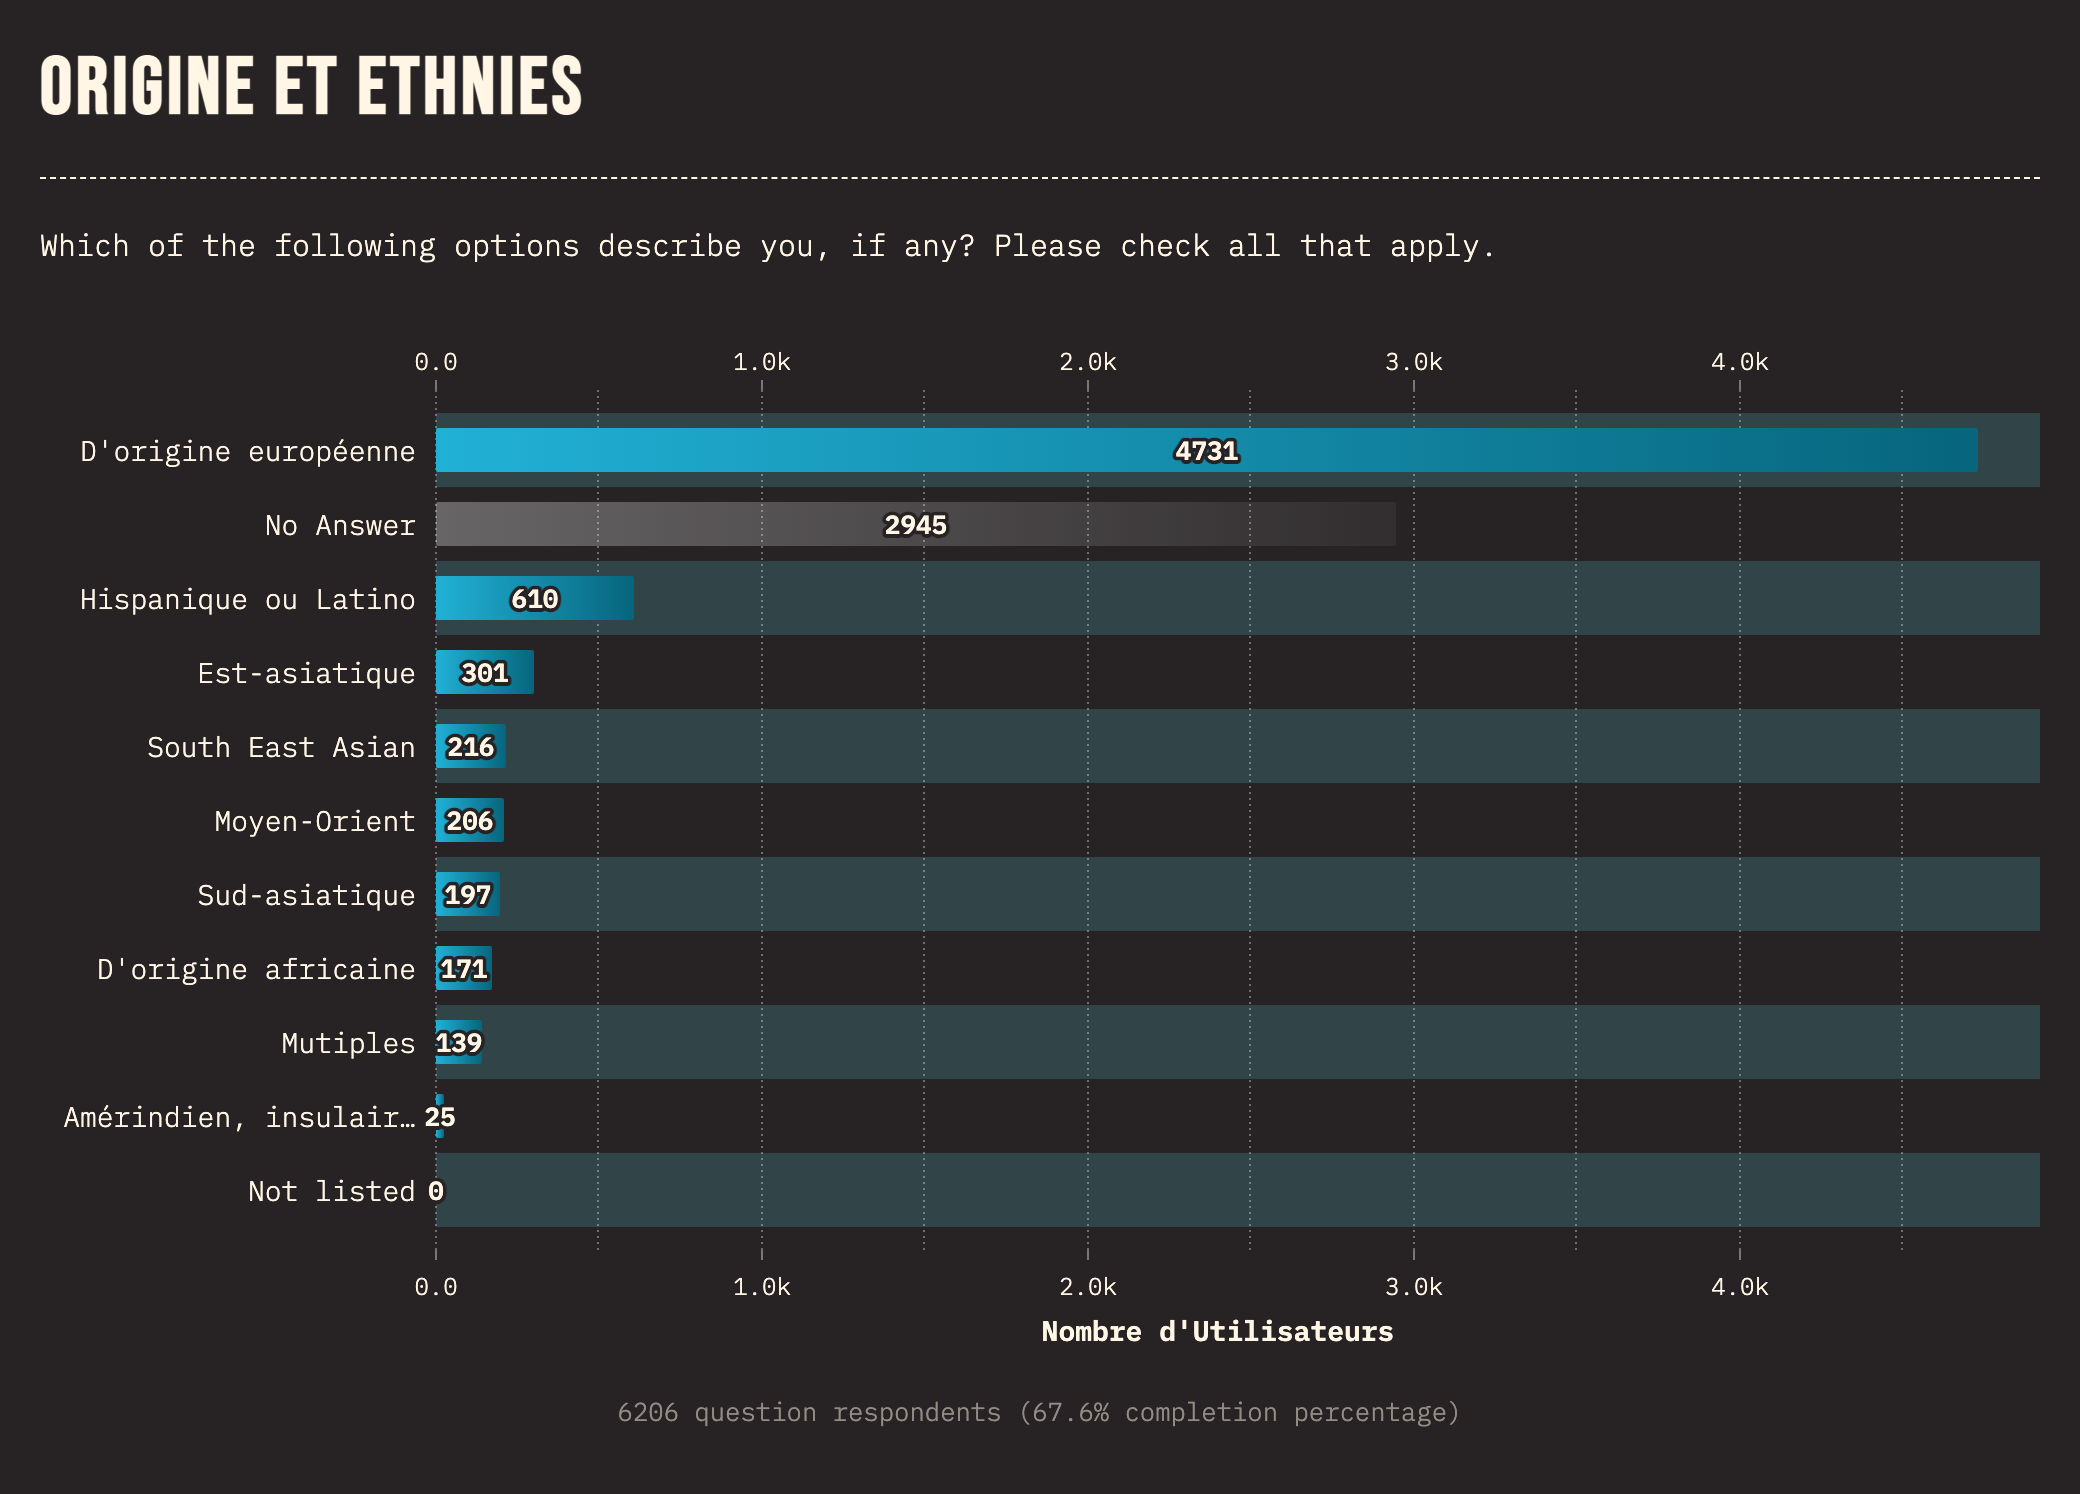 ORIGINE ET ETHNIES
Which of the following options describe you, if any? Please check all that apply.
0.0 1.0k 2.0k 3.0k 4.0k
D'origine européenne 4731
No Answer 2945
Hispanique ou Latino 610
Est-asiatique 301
South East Asian 216
Moyen-Orient 206
Sud-asiatique 197
D'origine africaine 171
Mutiples 139
Amérindien, insulair… 25
Not listed 0
0.0 1.0k 2.0k 3.0k 4.0k
Nombre d'Utilisateurs
6206 question respondents (67.6% completion percentage)